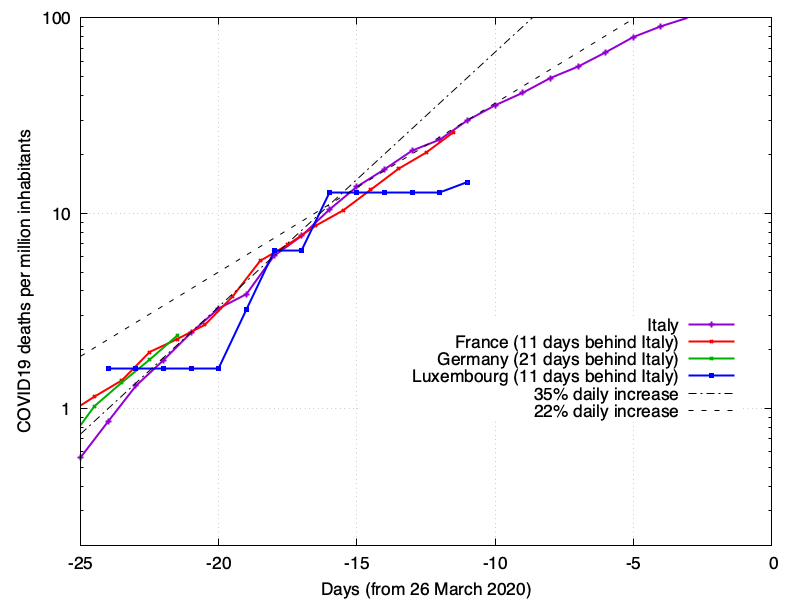 100
10
1
COVID19 deaths per million inhabitants
Italy
France (11 days behind Italy)
Germany (21 days behind Italy)
Luxembourg (11 days behind Italy)
35% daily increase
22% daily increase
-25 -20 -15 -10 -5 0
Days (from 26 March 2020)